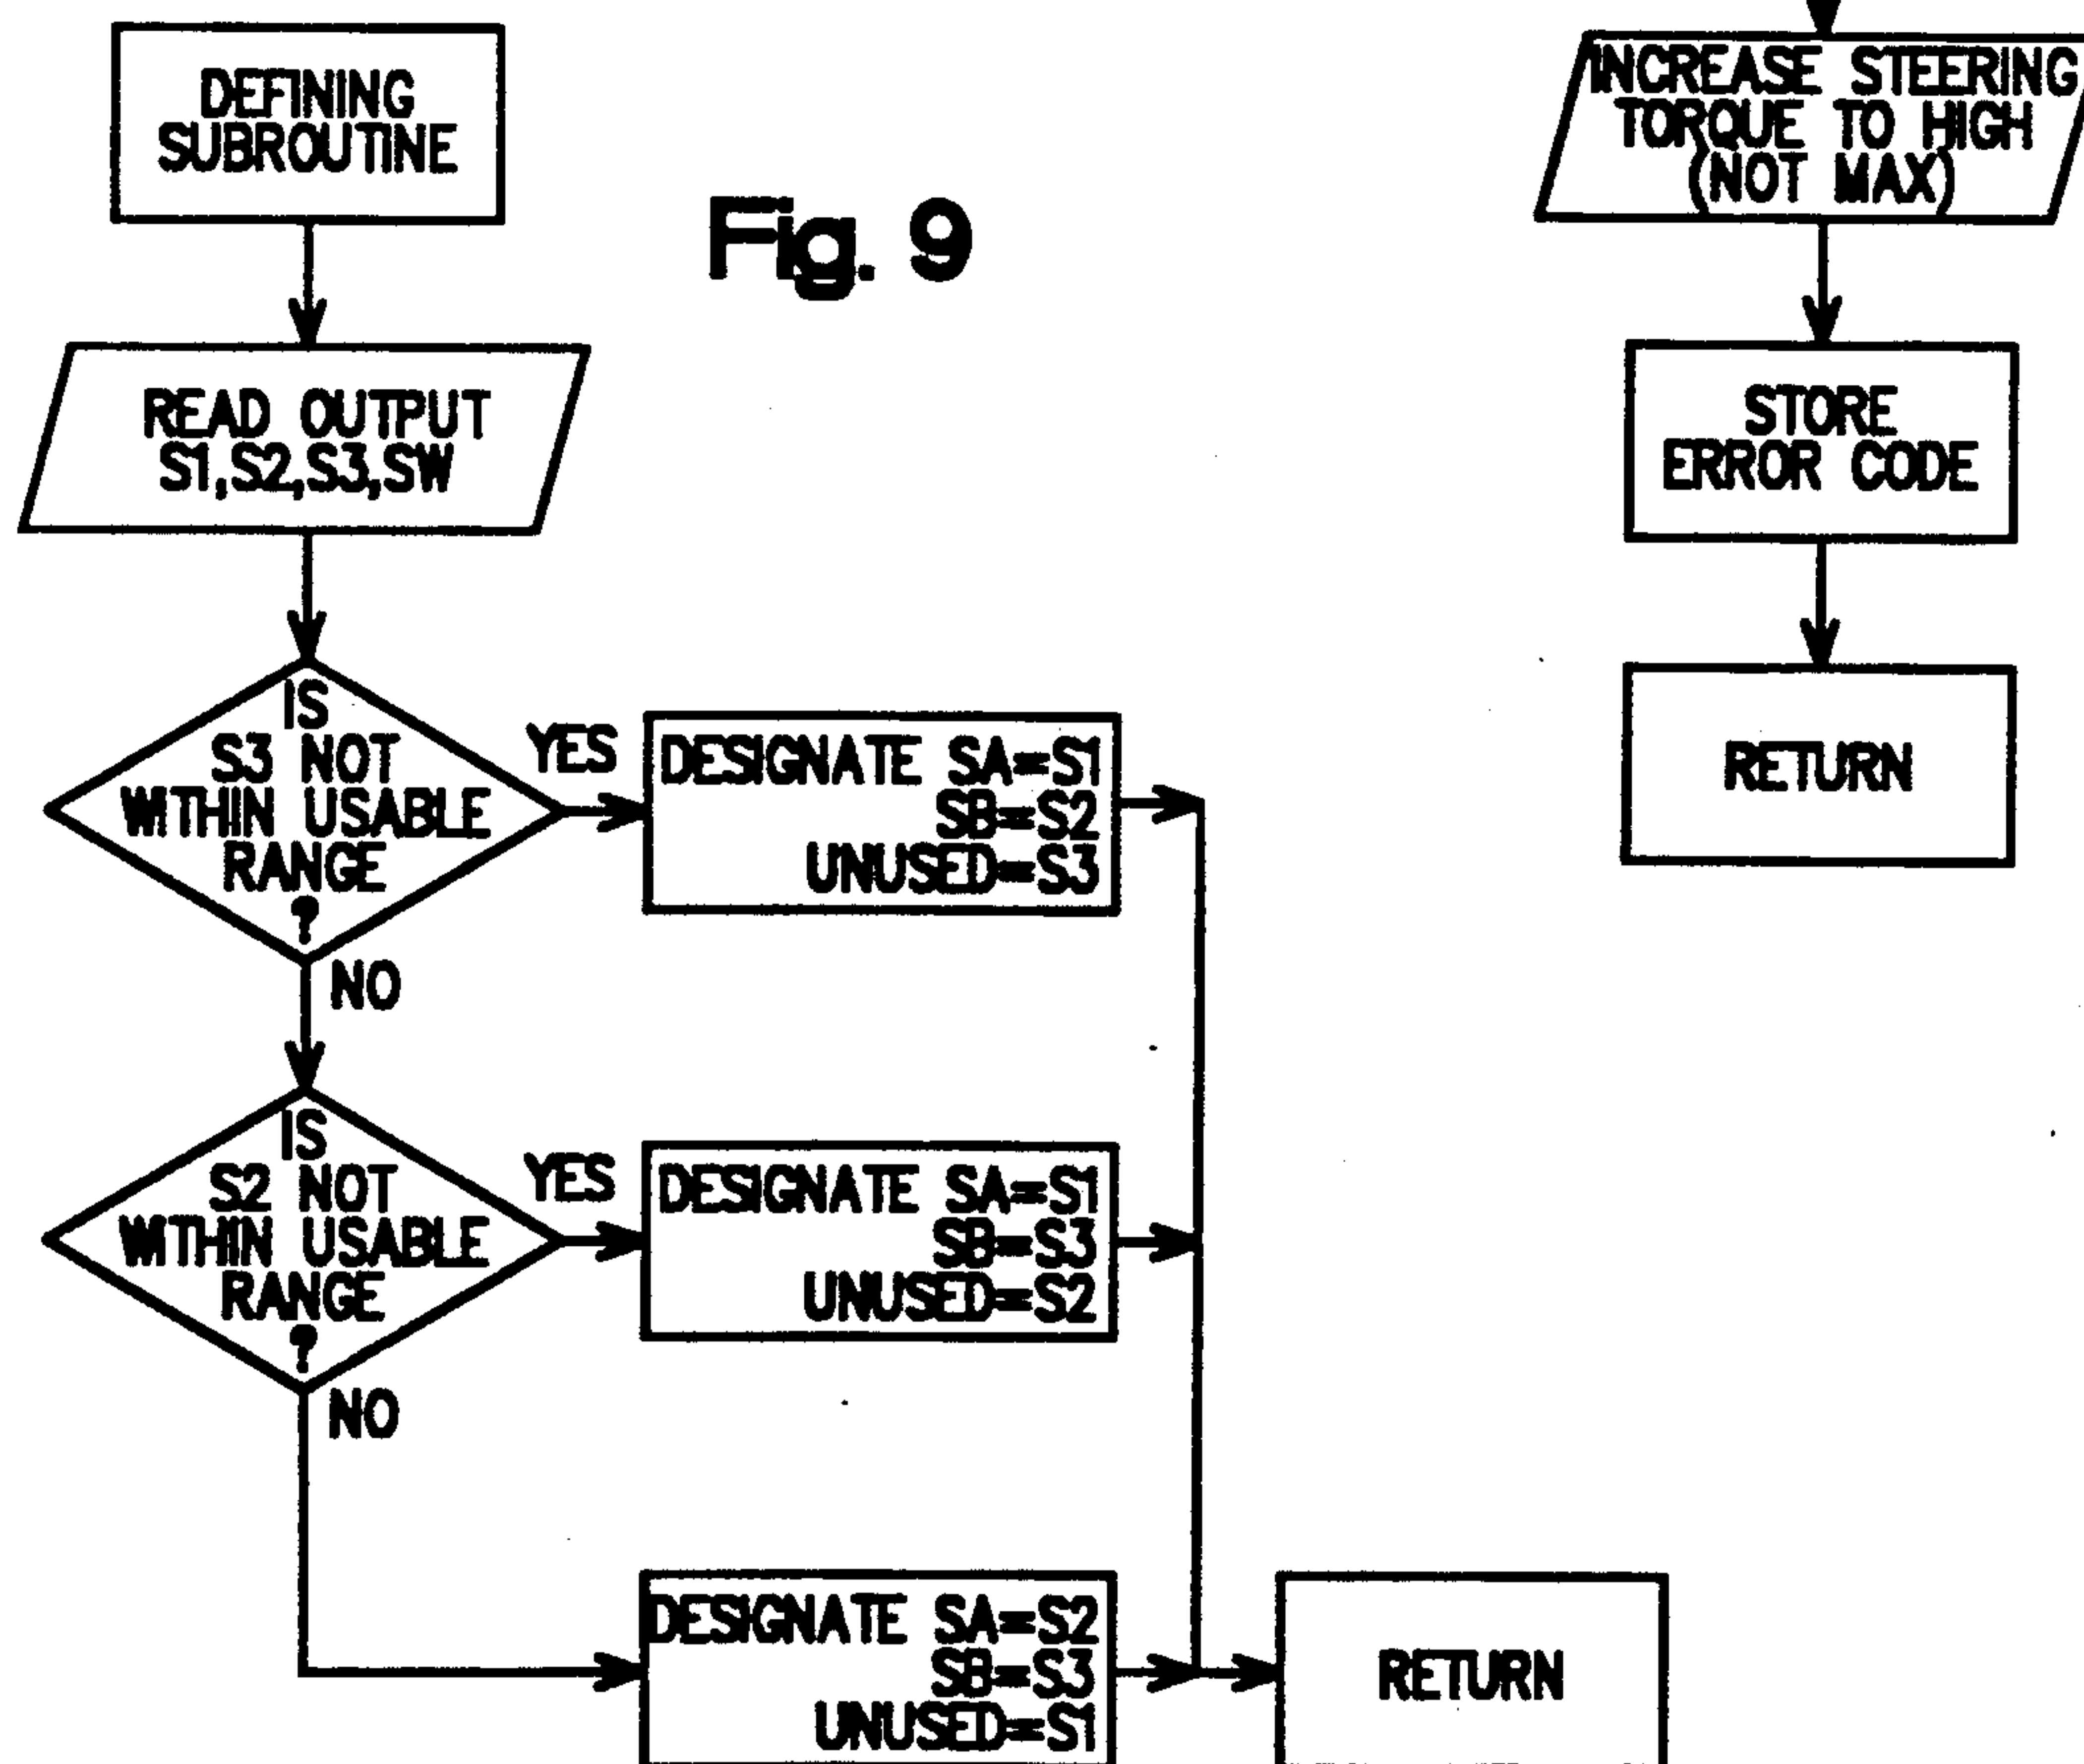 DEFINING
SUBROUTINE
Fig. 9
READ OUTPUT
S1,S2,S3,SW
IS
S3 NOT
WITHIN USABLE
RANGE
?
YES
NO
DESIGNATE SA=S1
SB=S2
UNUSED=S3
IS
S2 NOT
WITHIN USABLE
RANGE
?
YES
NO
DESIGNATE SA=S1
SB=S3
UNUSED=S2
DESIGNATE SA=S2
SB=S3
UNUSED=S1
RETURN
INCREASE STEERING
TORQUE TO HIGH
(NOT MAX)
STORE
ERROR CODE
RETURN